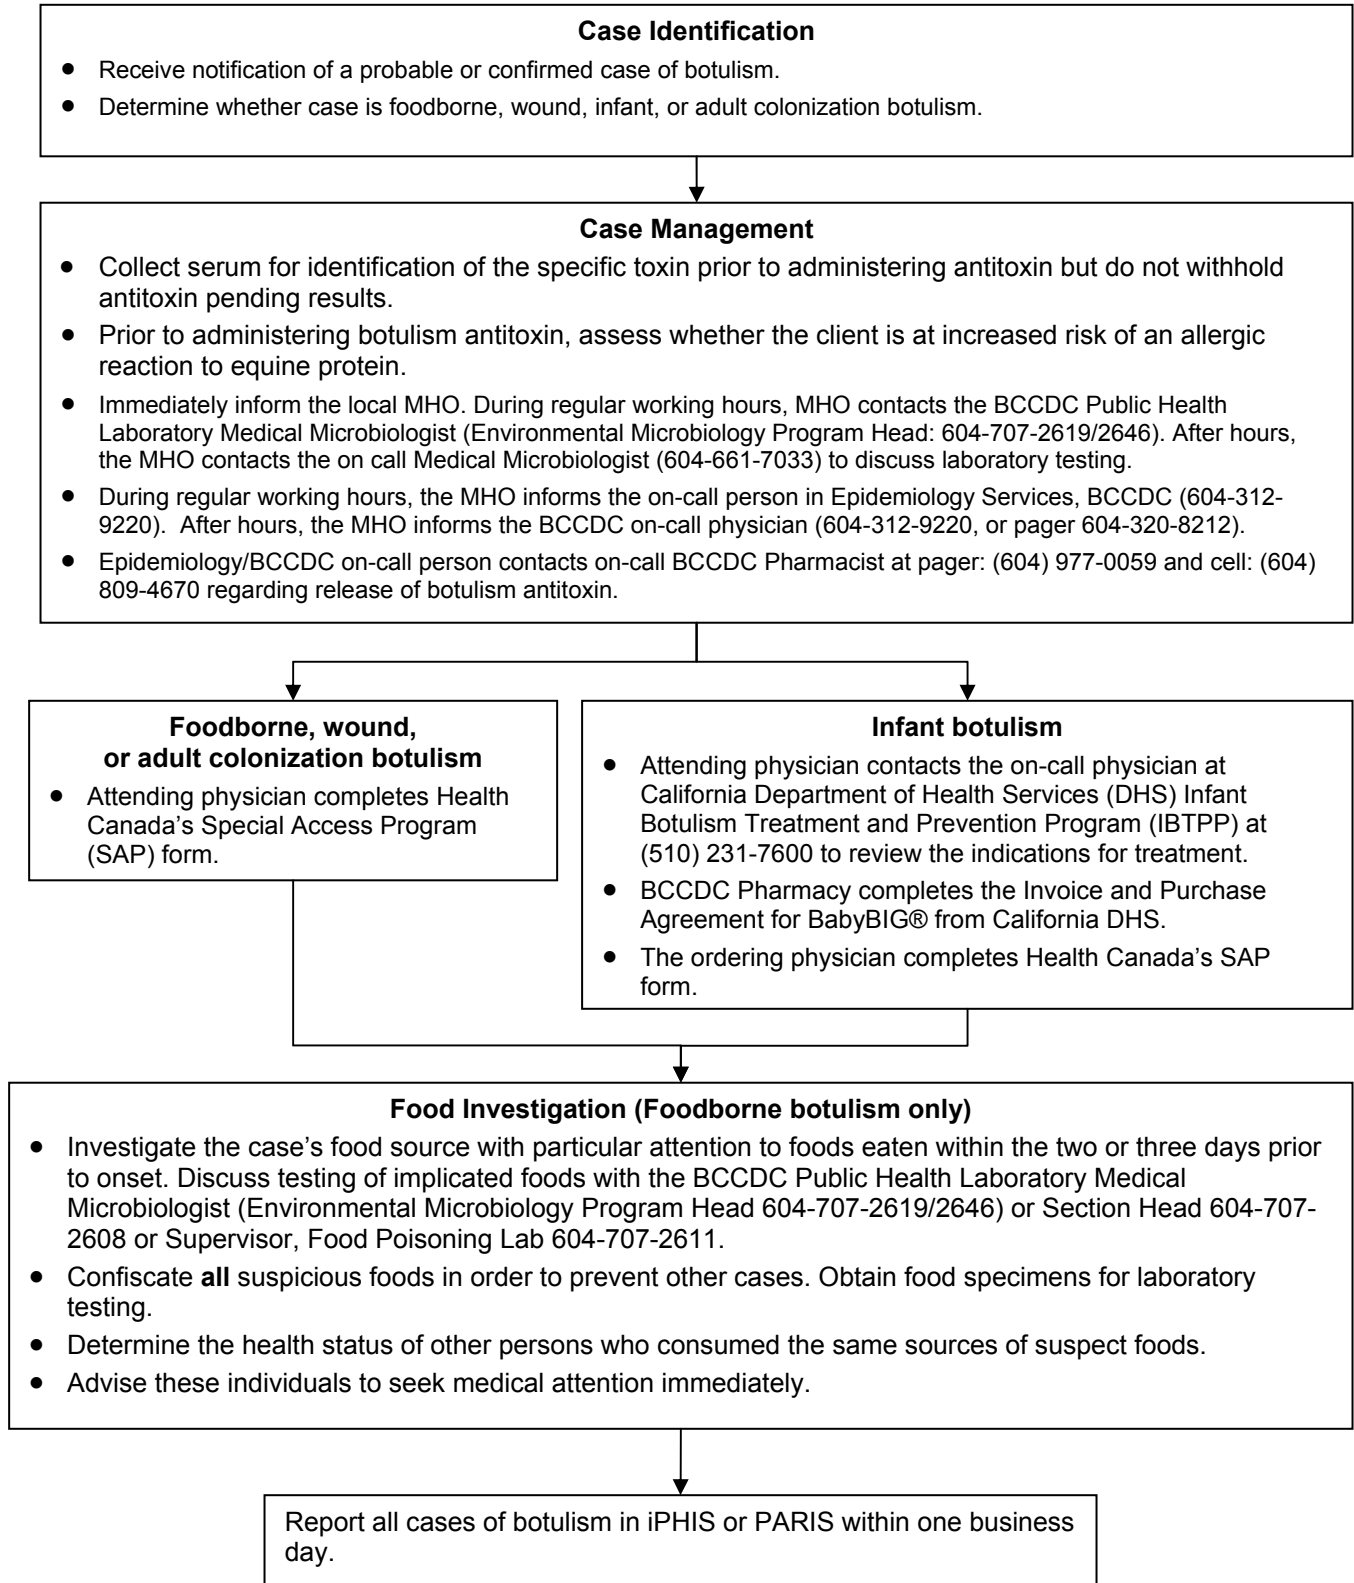 Case Identification
● Receive notification of a probable or confirmed case of botulism.
● Determine whether case is foodborne, wound, infant, or adult colonization botulism.
Case Management
● Collect serum for identification of the specific toxin prior to administering antitoxin but do not withhold
antitoxin pending results.
● Prior to administering botulism antitoxin, assess whether the client is at increased risk of an allergic
reaction to equine protein.
● Immediately inform the local MHO. During regular working hours, MHO contacts the BCCDC Public Health
Laboratory Medical Microbiologist (Environmental Microbiology Program Head: 604-707-2619/2646). After hours,
the MHO contacts the on call Medical Microbiologist (604-661-7033) to discuss laboratory testing.
● During regular working hours, the MHO informs the on-call person in Epidemiology Services, BCCDC (604-312-
9220).  After hours, the MHO informs the BCCDC on-call physician (604-312-9220, or pager 604-320-8212).
● Epidemiology/BCCDC on-call person contacts on-call BCCDC Pharmacist at pager: (604) 977-0059 and cell: (604)
809-4670 regarding release of botulism antitoxin.
Foodborne, wound,
or adult colonization botulism
● Attending physician completes Health
Canada's Special Access Program
(SAP) form.
Infant botulism
● Attending physician contacts the on-call physician at
California Department of Health Services (DHS) Infant
Botulism Treatment and Prevention Program (IBTPP) at
(510) 231-7600 to review the indications for treatment.
● BCCDC Pharmacy completes the Invoice and Purchase
Agreement for BabyBIG® from California DHS.
● The ordering physician completes Health Canada's SAP
form.
Food Investigation (Foodborne botulism only)
● Investigate the case's food source with particular attention to foods eaten within the two or three days prior
to onset. Discuss testing of implicated foods with the BCCDC Public Health Laboratory Medical
Microbiologist (Environmental Microbiology Program Head 604-707-2619/2646) or Section Head 604-707-
2608 or Supervisor, Food Poisoning Lab 604-707-2611.
● Confiscate all suspicious foods in order to prevent other cases. Obtain food specimens for laboratory
testing.
● Determine the health status of other persons who consumed the same sources of suspect foods.
● Advise these individuals to seek medical attention immediately.
Report all cases of botulism in iPHIS or PARIS within one business
day.